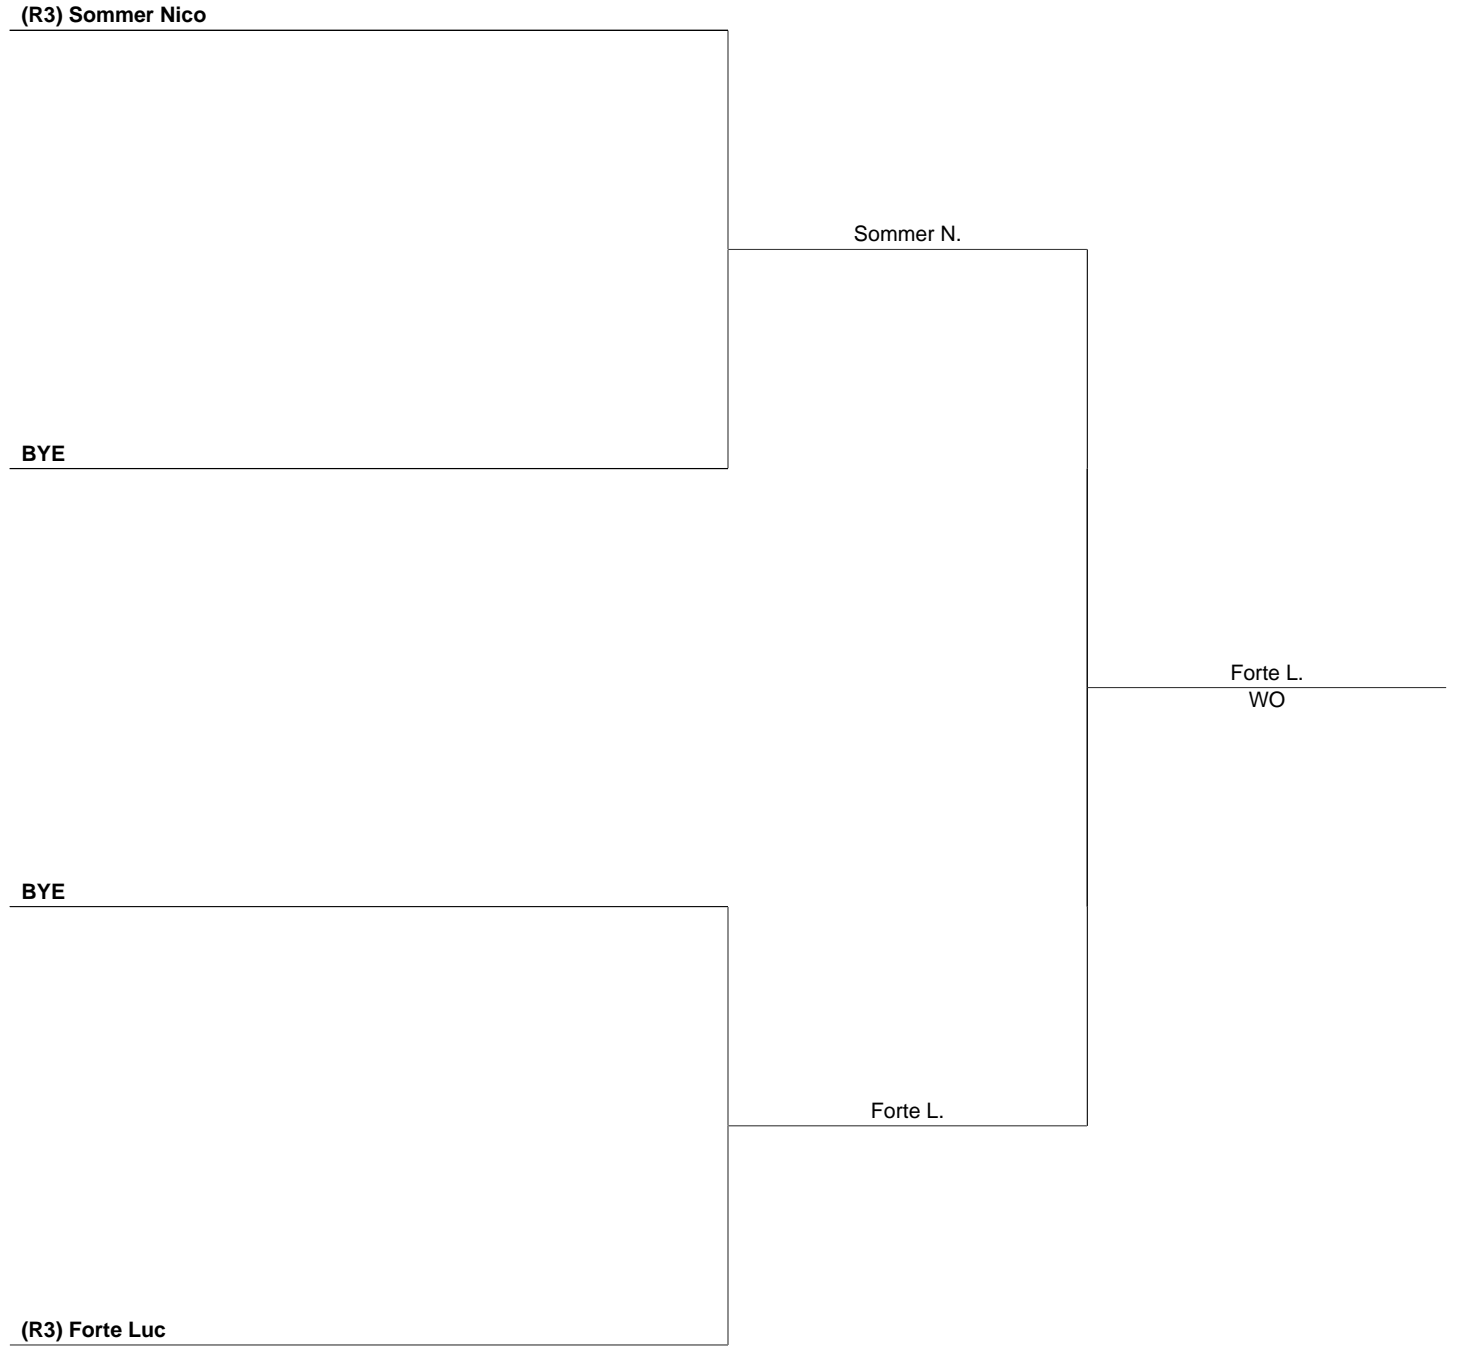 (R3) Sommer Nico
Sommer N.
BYE
Forte L.
WO
BYE
Forte L.
(R3) Forte Luc